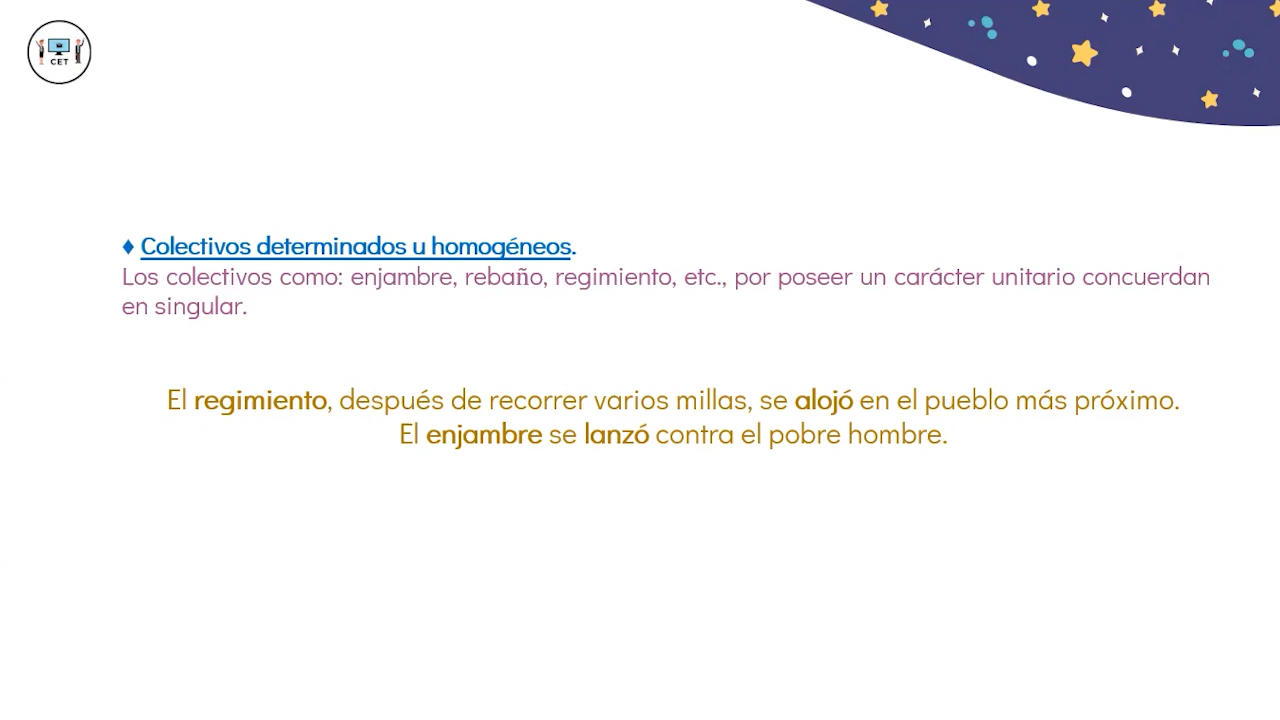 CET
♦ Colectivos determinados u homogéneos.
Los colectivos como: enjambre, rebaño, regimiento, etc., por poseer un carácter unitario concuerdan
en singular.
El regimiento, después de recorrer varios millas, se alojó en el pueblo más próximo.
El enjambre se lanzó contra el pobre hombre.